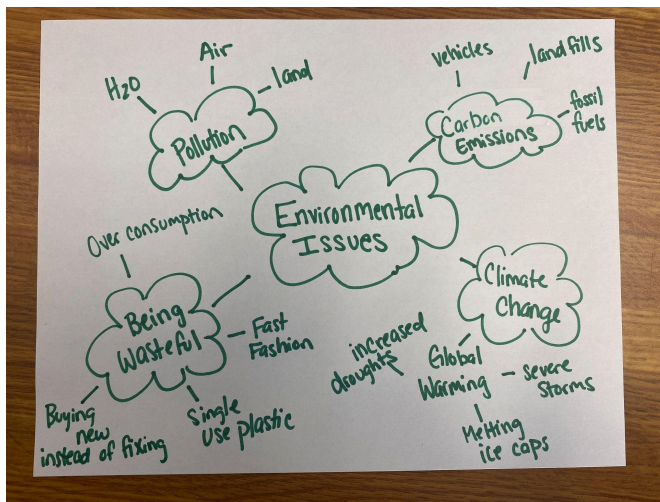 Air
H2O
land
Pollution
vehicles
landfills
fossil
fuels
Carbon
Emissions
Environmental
Issues
Over consumption
Being
Wasteful
Fast
Fashion
Buying
new
instead of fixing
Single
use plastic
Climate
Change
Global
Warming
increased
droughts
severe
Storms
Melting
ice caps